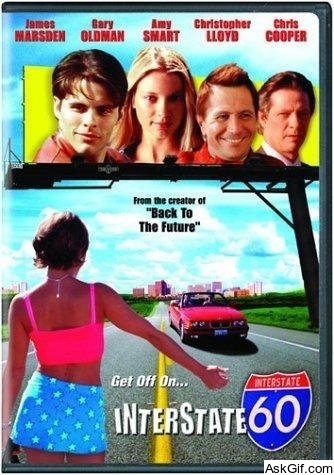 James Gary Amy Christopher Chris
MARSDEN OLDMAN SMART LLOYD COOPER
From the creator of
"Back To
The Future"
Get Off On...
INTERSTATE
INTERSTATE
60
AskGif.com